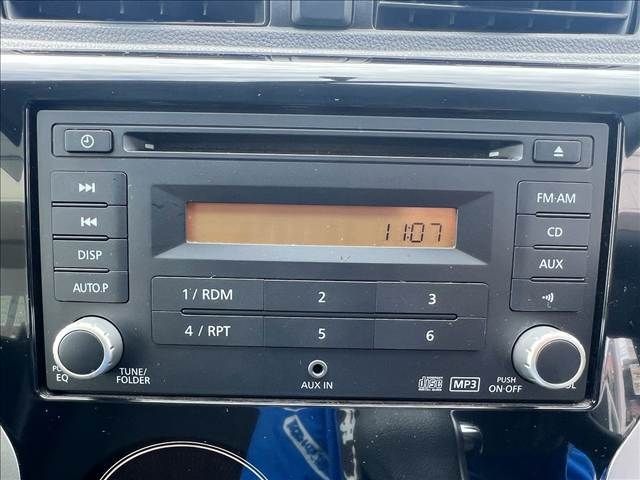 11:07
FM·AM
DISP
CD
AUTO.P
AUX
1 / RDM
2
3
4 / RPT
5
6
EQ
TUNE/
FOLDER
AUX IN
MP3
PUSH
ON·OFF